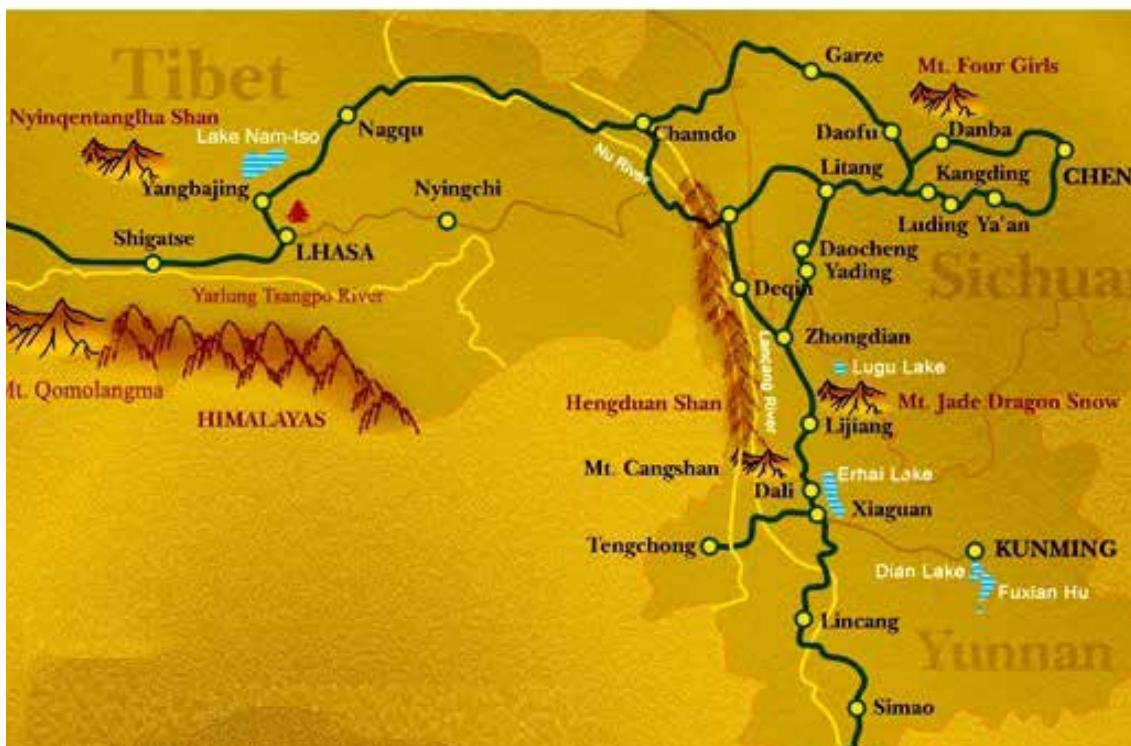 Tibet
Garze
Mt. Four Girls
Nyinqentanglha Shan
Lake Nam-tso
Nagqu
Chamdo
Daofu
Danba
Nu River
Litang
Kangding
CHEN
Yangbajing
Nyingchi
Luding Ya'an
Shigatse
LHASA
Daocheng
Yading
Sichuan
Yarlung Tsangpo River
Deqin
Zhongdian
Lancang River
Lugu Lake
Mt. Qomolangma
HIMALAYAS
Hengduan Shan
Mt. Jade Dragon Snow
Lijiang
Mt. Cangshan
Erhai Lake
Dali
Xiaguan
Tengchong
KUNMING
Dian Lake
Fuxian Hu
Lincang
Yunnan
Simao